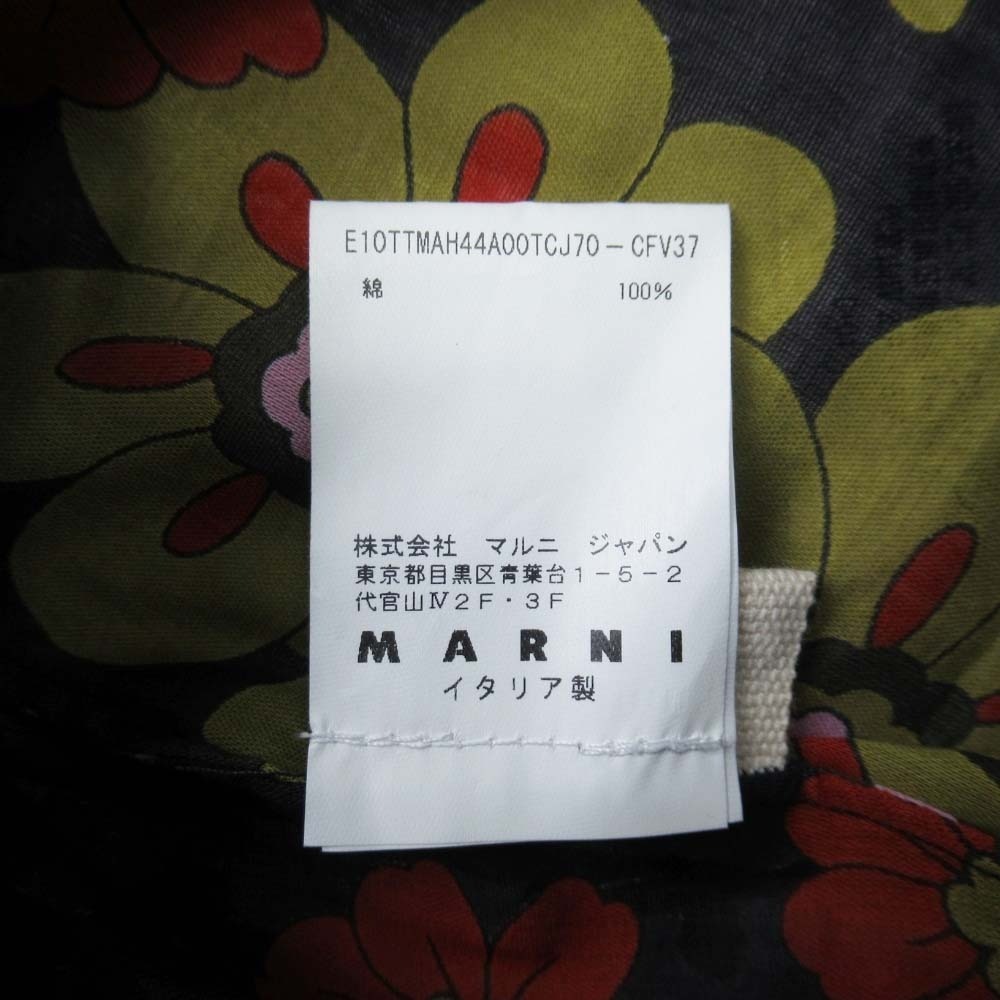 E10TTMAH44A00TCJ70-CFV37
綿 100%
株式会社 マルニ ジャパン
東京都目黒区青葉台1-5-2
代官山Ⅳ2F・3F
MARNI
イタリア製